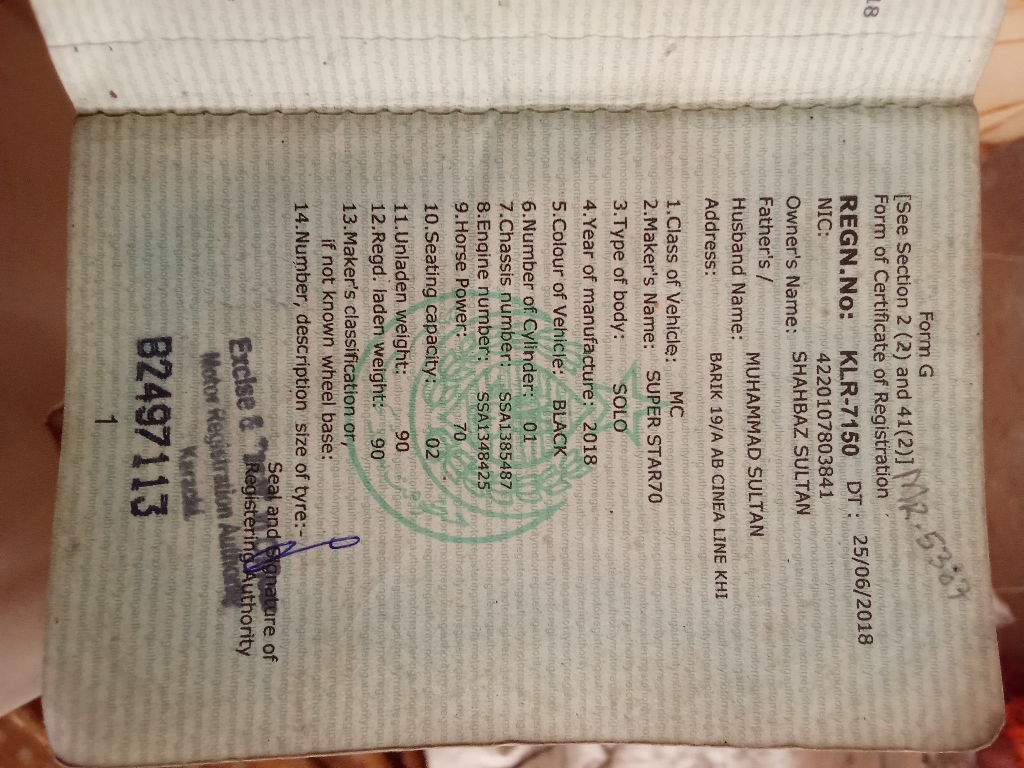 18
Form G
[See Section 2 (2) and 41(2)]
MR-5389
Form of Certificate of Registration
REGN.No: KLR-7150 DT : 25/06/2018
NIC: 4220107803841
Owner's Name: SHAHBAZ SULTAN
Father's /
Husband Name: MUHAMMAD SULTAN
Address: BARIK 19/A AB CINEA LINE KHI
1.Class of Vehicle: MC
2.Maker's Name: SUPER STAR70
3.Type of body: SOLO
4.Year of manufacture: 2018
5.Colour of Vehicle: BLACK
6.Number of Cylinder: 01
7.Chassis number: SSA1385487
8.Engine number: SSA1348425
9.Horse Power: 70
10.Seating capacity: 02
11.Unladen weight: 90
12.Regd. laden weight: 90
13.Maker's classification or,
if not known wheel base:
14.Number, description size of tyre:-
Seal and Signature of
Registering Authority
Excise &
Motor Registration Authority
Karachi
B2497113
1